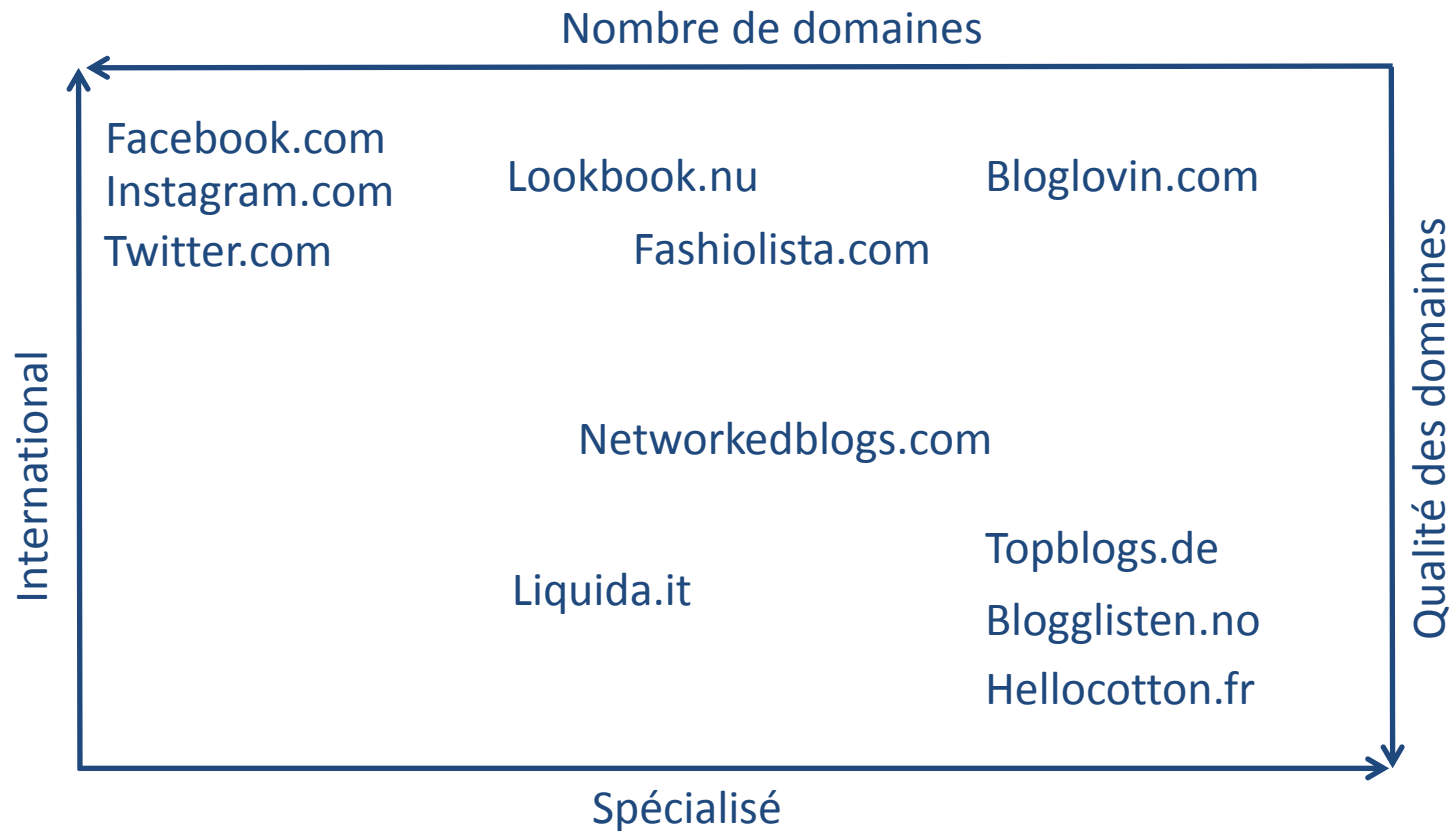 Nombre de domaines
Facebook.com
Instagram.com
Twitter.com
Lookbook.nu
Fashiolista.com
Bloglovin.com
International
Qualité des domaines
Networkedblogs.com
Liquida.it
Topblogs.de
Blogglisten.no
Hellocotton.fr
Spécialisé